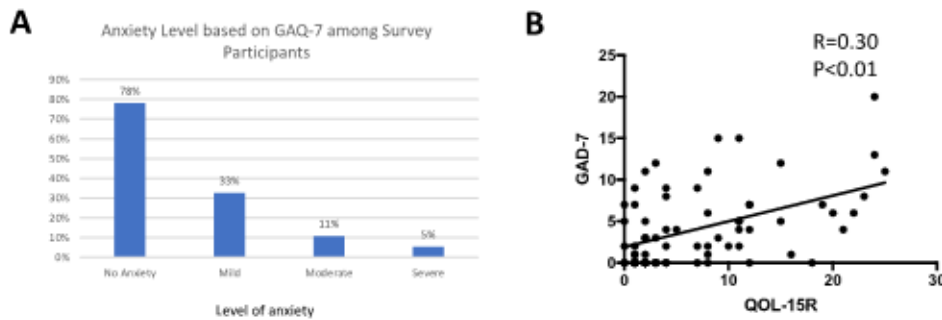 A
Anxiety Level based on GAQ-7 among Survey
Participants
90%
80%
70%
60%
50%
40%
30%
20%
10%
0%
78%
33%
11%
5%
No Anxiety Mild Moderate Severe
Level of anxiety
B
R=0.30
P<0.01
GAD-7
25
20
15
10
5
0
0 10 20 30
QOL-15R